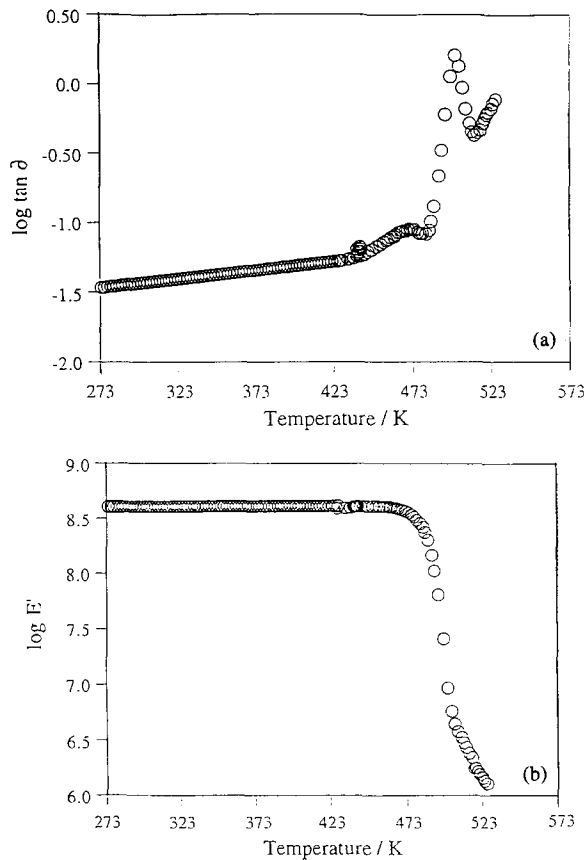 0.50
0.0
-0.50
-1.0
-1.5
-2.0
log tan ∂
(a)
273 323 373 423 473 523 573
Temperature / K
9.0
8.5
8.0
7.5
7.0
6.5
6.0
log E'
(b)
273 323 373 423 473 523 573
Temperature / K